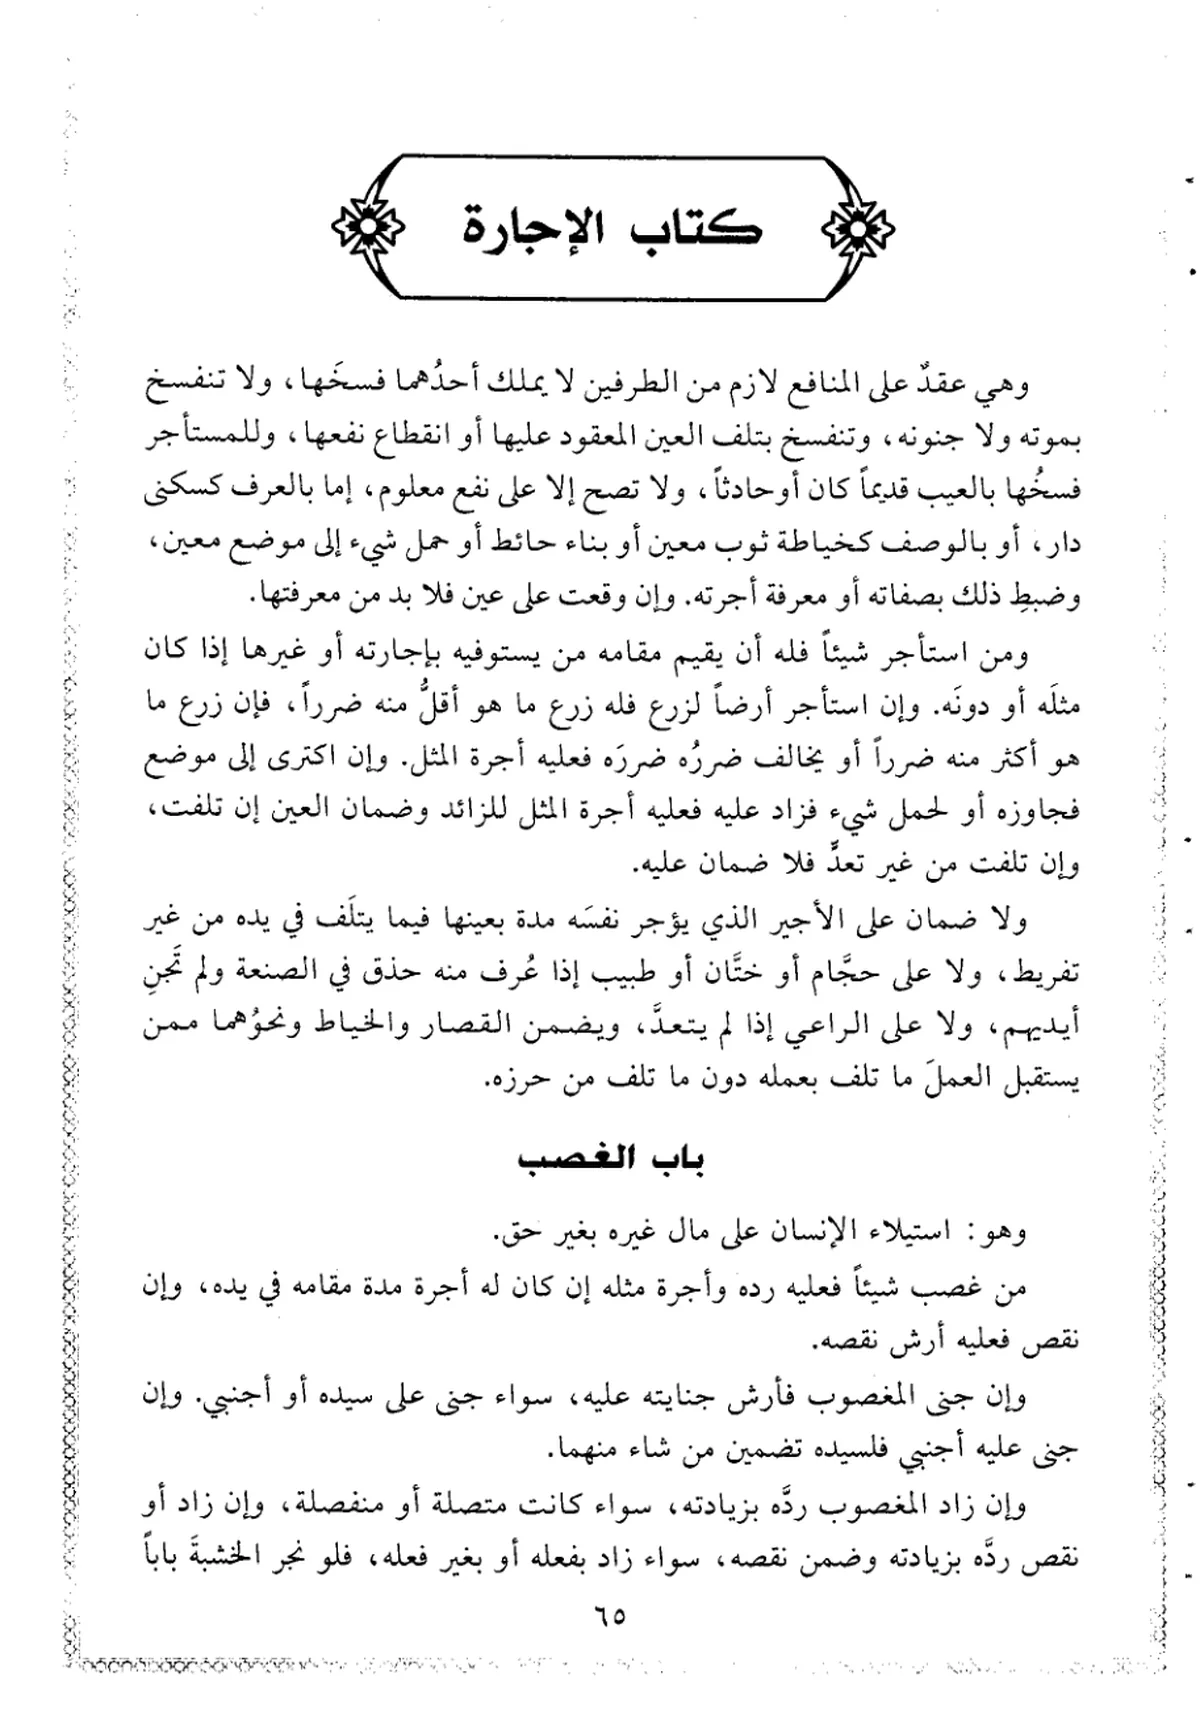 كتاب الإجارة
وهي عقدٌ على المنافع لازم من الطرفين لا يملك أحدُهما فسخَها، ولا تنفسخ
بموته ولا جنونه، وتنفسخ بتلف العين المعقود عليها أو انقطاع نفعها، وللمستأجر
فسخُها بالعيب قديماً كان أوحادثاً، ولا تصح إلا على نفع معلوم، إما بالعرف كسكنى
دار، أو بالوصف كخياطة ثوب معين أو بناء حائط أو حمل شيء إلى موضع معين،
وضبطِ ذلك بصفاته أو معرفة أجرته. وإن وقعت على عين فلا بد من معرفتها.
ومن استأجر شيئاً فله أن يقيم مقامه من يستوفيه بإجارته أو غيرها إذا كان
مثلَه أو دونَه. وإن استأجر أرضاً لزرع فله زرع ما هو أقلُّ منه ضرراً، فإن زرع ما
هو أكثر منه ضرراً أو يخالف ضررُه ضررَه فعليه أجرة المثل. وإن اكترى إلى موضع
فجاوزه أو لحمل شيء فزاد عليه فعليه أجرة المثل للزائد وضمان العين إن تلفت،
وإن تلفت من غير تعدٍّ فلا ضمان عليه.
ولا ضمان على الأجير الذي يؤجر نفسَه مدة بعينها فيما يتلَف في يده من غير
تفريط، ولا على حجَّام أو ختَّان أو طبيب إذا عُرف منه حذق في الصنعة ولم تَجْنِ
أيديهم، ولا على الراعي إذا لم يتعدَّ، ويضمن القصار والخياط ونحوُهما ممن
يستقبل العملَ ما تلف بعمله دون ما تلف من حرزه.
باب الغصب
وهو: استيلاء الإنسان على مال غيره بغير حق.
من غصب شيئاً فعليه رده وأجرة مثله إن كان له أجرة مدة مقامه في يده، وإن
نقص فعليه أرش نقصه.
وإن جنى المغصوب فأرش جنايته عليه، سواء جنى على سيده أو أجنبي. وإن
جنى عليه أجنبي فلسيده تضمين من شاء منهما.
وإن زاد المغصوب ردَّه بزيادته، سواء كانت متصلة أو منفصلة، وإن زاد أو
نقص ردَّه بزيادته وضمن نقصه، سواء زاد بفعله أو بغير فعله، فلو نجر الخشبةَ باباً
٦٥